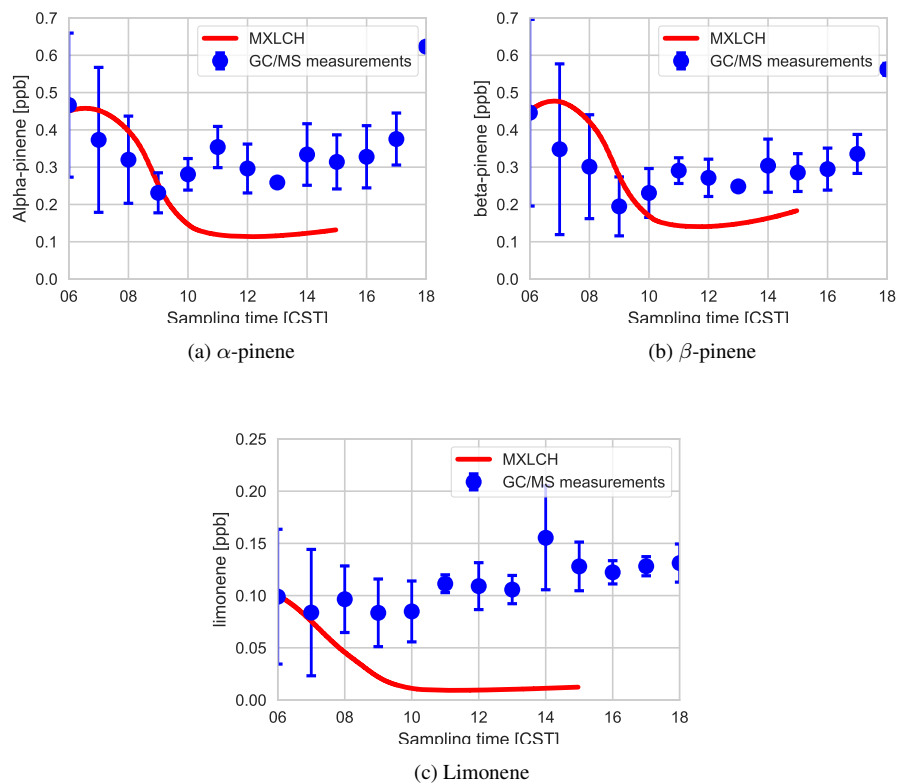 0.7
0.6
0.5
0.4
0.3
0.2
0.1
0.0
Alpha-pinene [ppb]
MXLCH
GC/MS measurements
06 08 10 12 14 16 18
Sampling time [CST]
(a) α-pinene
0.7
0.6
0.5
0.4
0.3
0.2
0.1
0.0
beta-pinene [ppb]
MXLCH
GC/MS measurements
06 08 10 12 14 16 18
Sampling time [CST]
(b) β-pinene
0.25
0.20
0.15
0.10
0.05
0.00
limonene [ppb]
MXLCH
GC/MS measurements
06 08 10 12 14 16 18
Sampling time [CST]
(c) Limonene